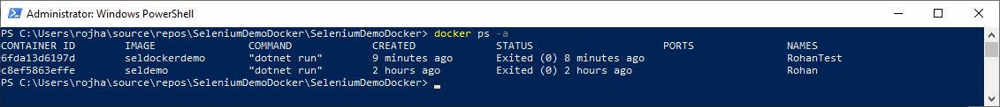 Administrator: Windows PowerShell
PS C:\Users\rojha\source\repos\SeleniumDemoDocker\SeleniumDemoDocker> docker ps -a
CONTAINER ID IMAGE COMMAND CREATED STATUS PORTS NAMES
6fda13d6197d seldockerdemo "dotnet run" 9 minutes ago Exited (0) 8 minutes ago RohanTest
c8ef5863effe seldemo "dotnet run" 2 hours ago Exited (0) 2 hours ago Rohan
PS C:\Users\rojha\source\repos\SeleniumDemoDocker\SeleniumDemoDocker>